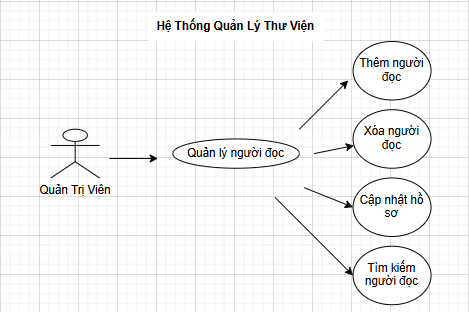 Hệ Thống Quản Lý Thư Viện
Thêm người
đọc
Xóa người
đọc
Quản lý người đọc
Quản Trị Viên
Cập nhật hồ
sơ
Tìm kiếm
người đọc